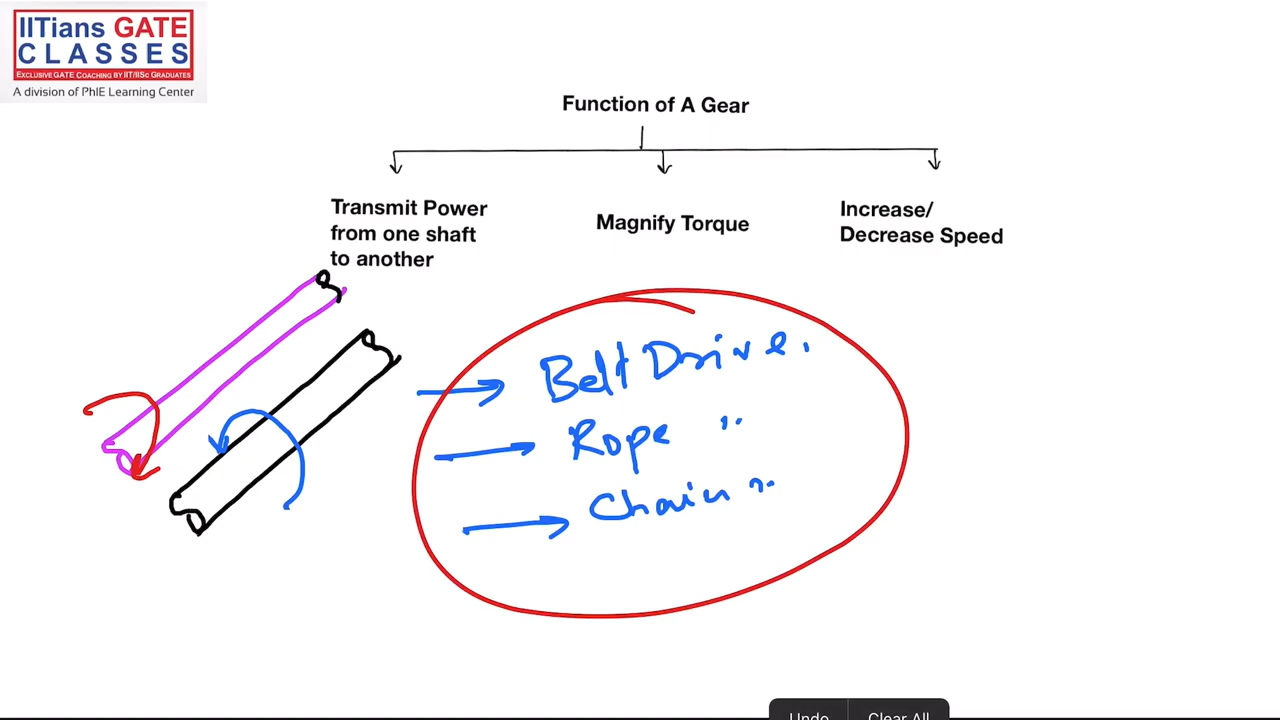 IITians GATE
CLASSES
EXCLUSIVE GATE COACHING BY IIT/IISC GRADUATES
A division of PhIE Learning Center
Function of A Gear
Transmit Power
from one shaft
to another
Magnify Torque
Increase/
Decrease Speed
Belt Drive.
Rope "
Chain "
Undo
Clear All